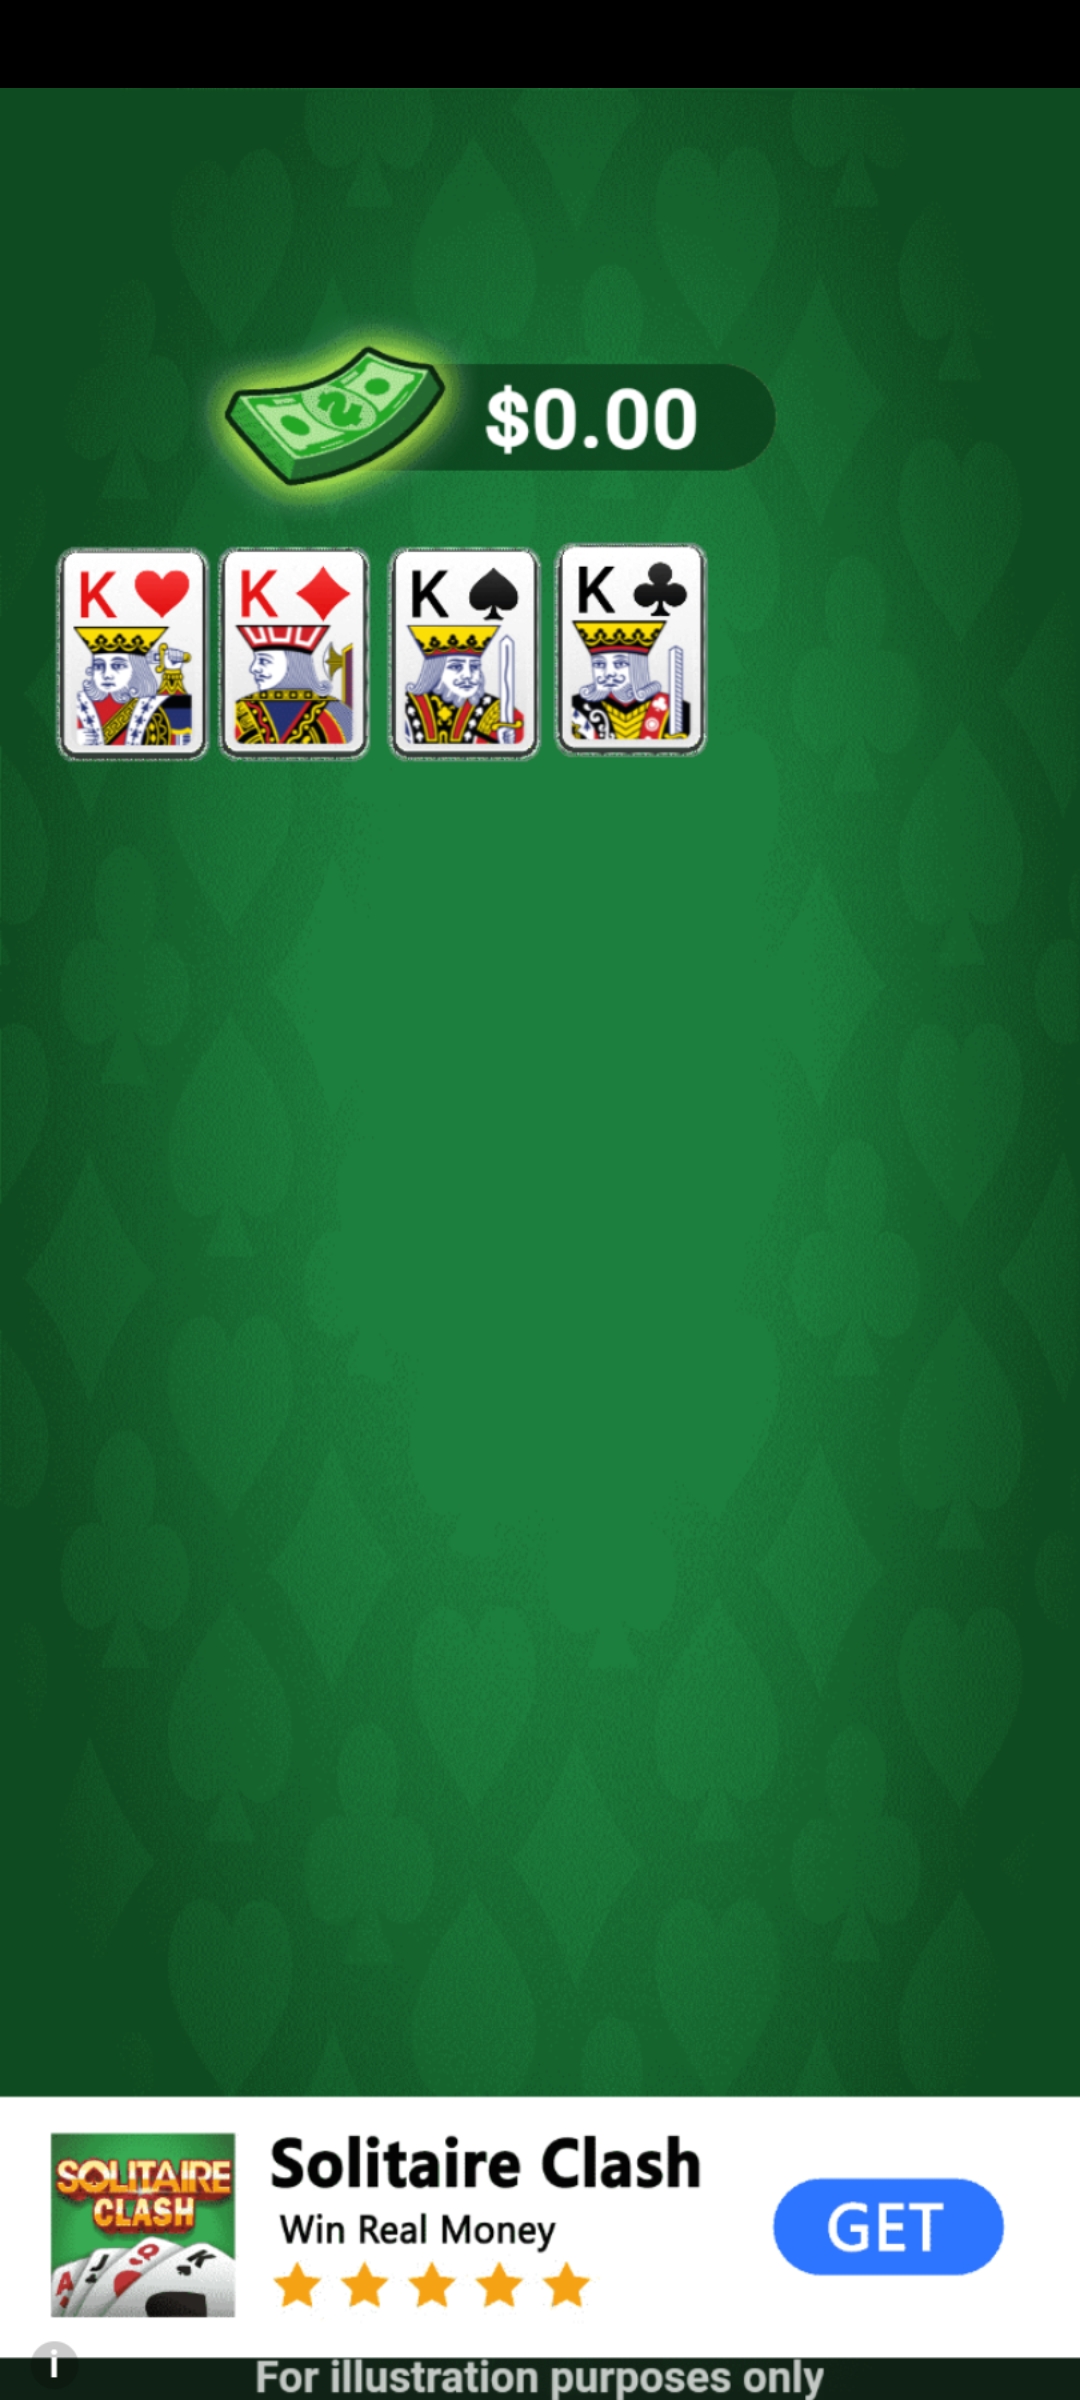 $0.00
K K K K
Solitaire Clash
Win Real Money
GET
SOLITAIRE
CLASH
A J Q K
i
For illustration purposes only